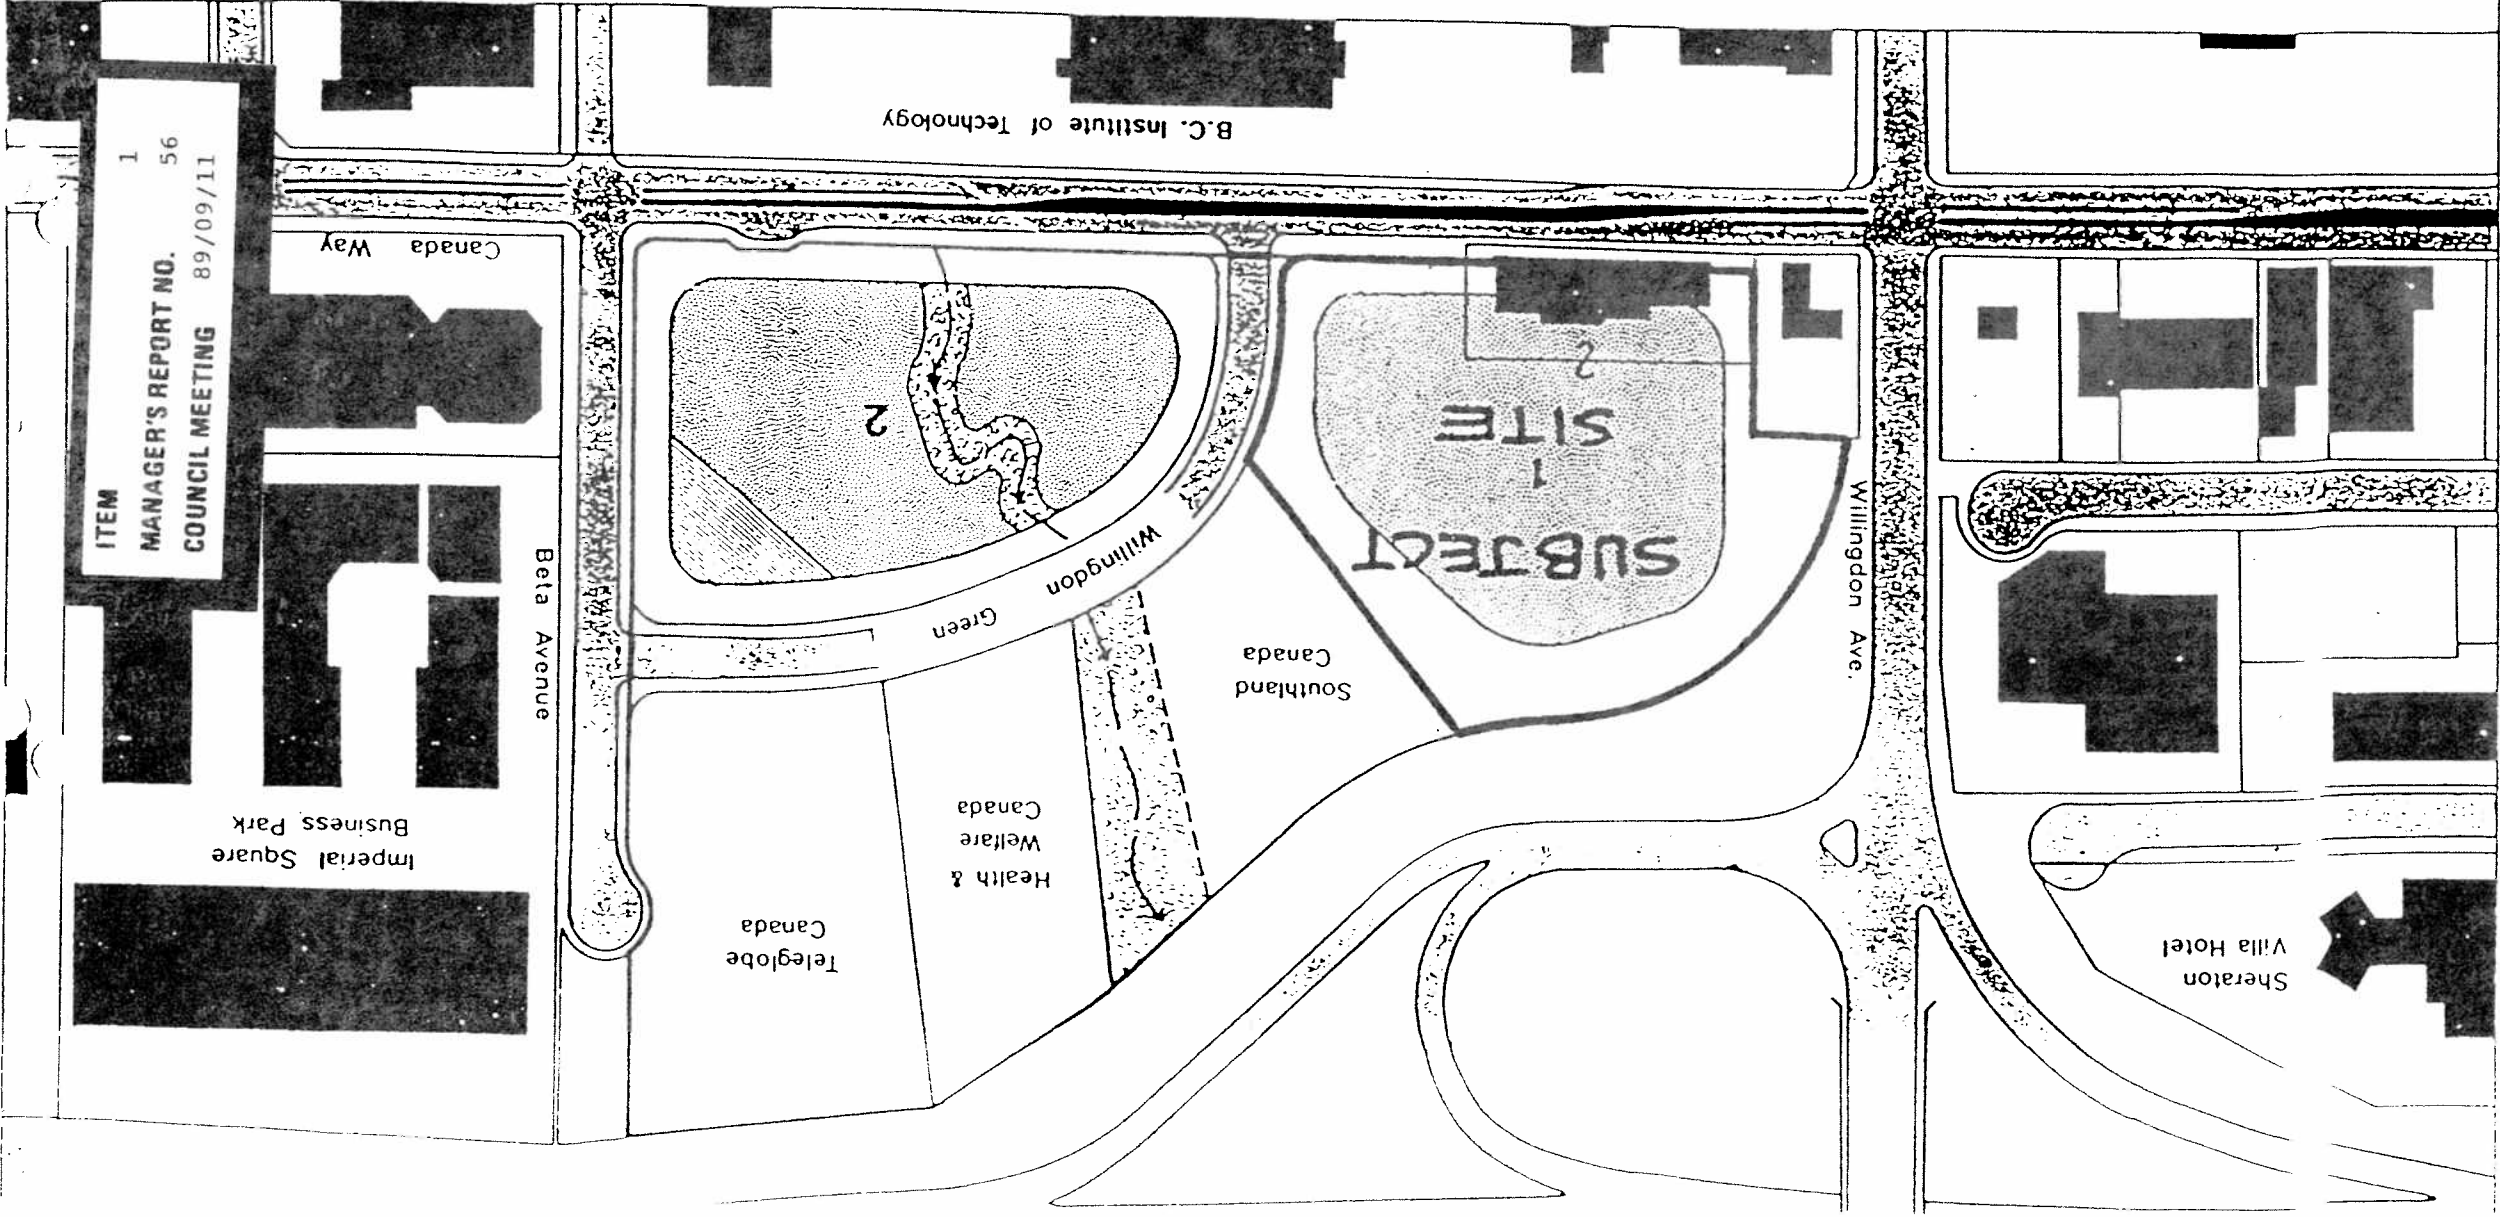 ITEM 1
MANAGER'S REPORT NO. 56
COUNCIL MEETING 89/09/11
Sheraton
Villa Hotel
Teleglobe
Canada
Health &
Welfare
Canada
Imperial Square
Business Park
Southland
Canada
Willingdon Green
Beta Avenue
Willingdon Ave.
SUBJECT
1
SITE
2
2
Canada Way
B.C. Institute of Technology